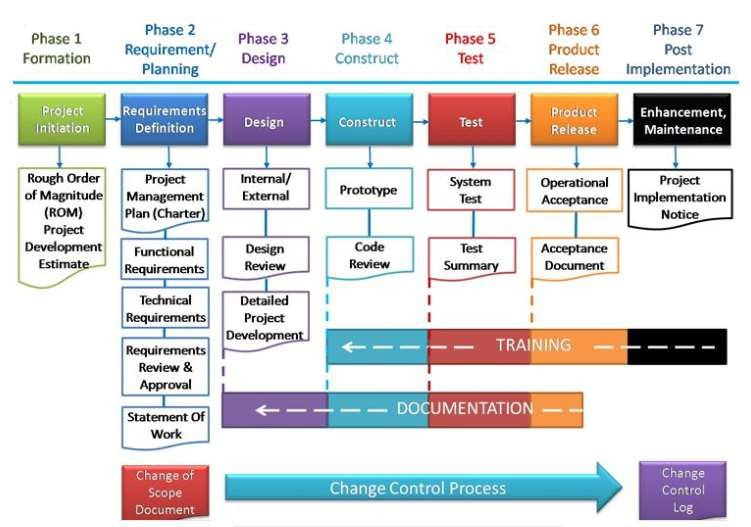 Phase 1
Formation
Phase 2
Requirement/
Planning
Phase 3
Design
Phase 4
Construct
Phase 5
Test
Phase 6
Product
Release
Phase 7
Post
Implementation
Project
Initiation
Requirements
Definition
Design
Construct
Test
Product
Release
Enhancement,
Maintenance
Rough Order
of Magnitude
(ROM)
Project
Development
Estimate
Project
Management
Plan (Charter)
Functional
Requirements
Technical
Requirements
Requirements
Review &
Approval
Statement Of
Work
Internal/
External
Design
Review
Detailed
Project
Development
Prototype
Code
Review
System
Test
Test
Summary
Operational
Acceptance
Acceptance
Document
Project
Implementation
Notice
TRAINING
DOCUMENTATION
Change of
Scope
Document
Change Control Process
Change
Control
Log